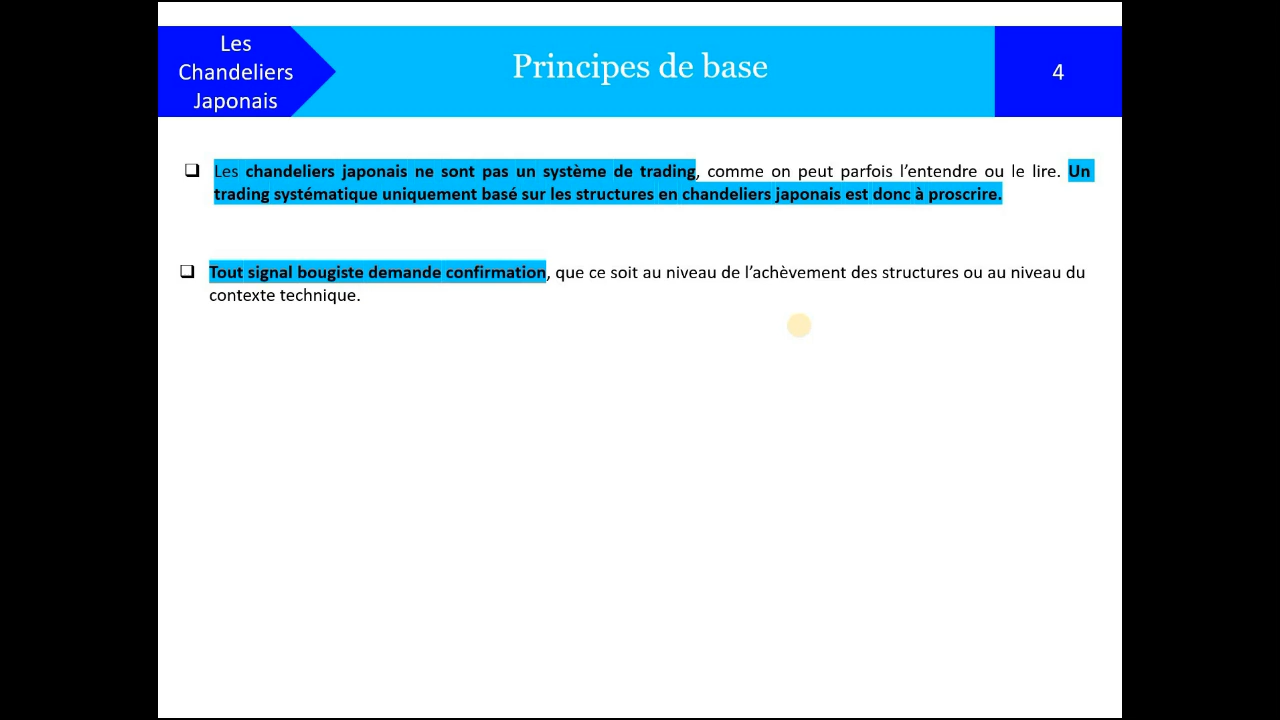 Les
Chandeliers
Japonais
Principes de base
4
Les chandeliers japonais ne sont pas un système de trading, comme on peut parfois l’entendre ou le lire. Un
trading systématique uniquement basé sur les structures en chandeliers japonais est donc à proscrire.
Tout signal bougiste demande confirmation, que ce soit au niveau de l’achèvement des structures ou au niveau du
contexte technique.